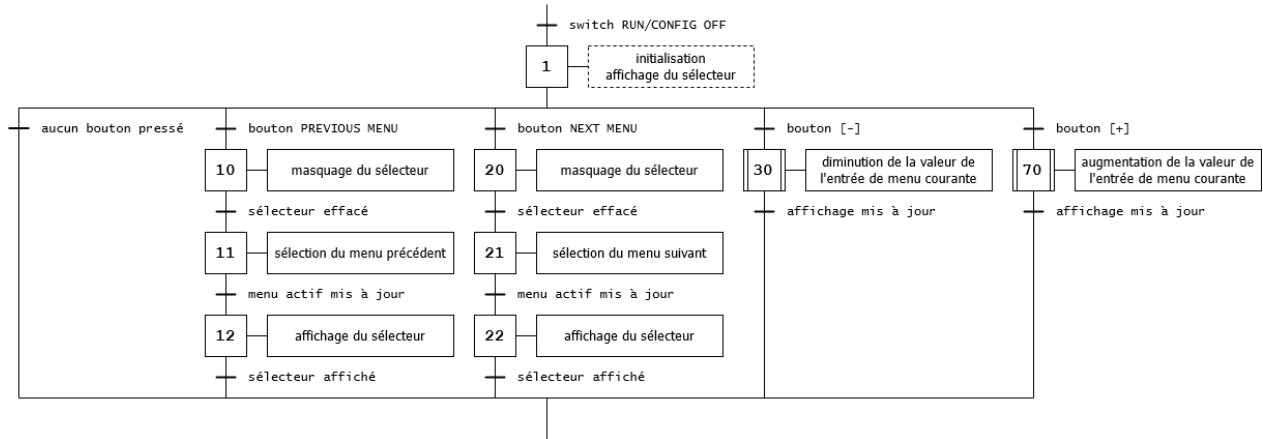 switch RUN/CONFIG OFF
1
initialisation
affichage du sélecteur
aucun bouton pressé
bouton PREVIOUS MENU
bouton NEXT MENU
bouton [-]
bouton [+]
10
masquage du sélecteur
20
masquage du sélecteur
30
diminution de la valeur de
l'entrée de menu courante
70
augmentation de la valeur de
l'entrée de menu courante
sélecteur effacé
sélecteur effacé
affichage mis à jour
affichage mis à jour
11
sélection du menu précédent
21
sélection du menu suivant
menu actif mis à jour
menu actif mis à jour
12
affichage du sélecteur
22
affichage du sélecteur
sélecteur affiché
sélecteur affiché